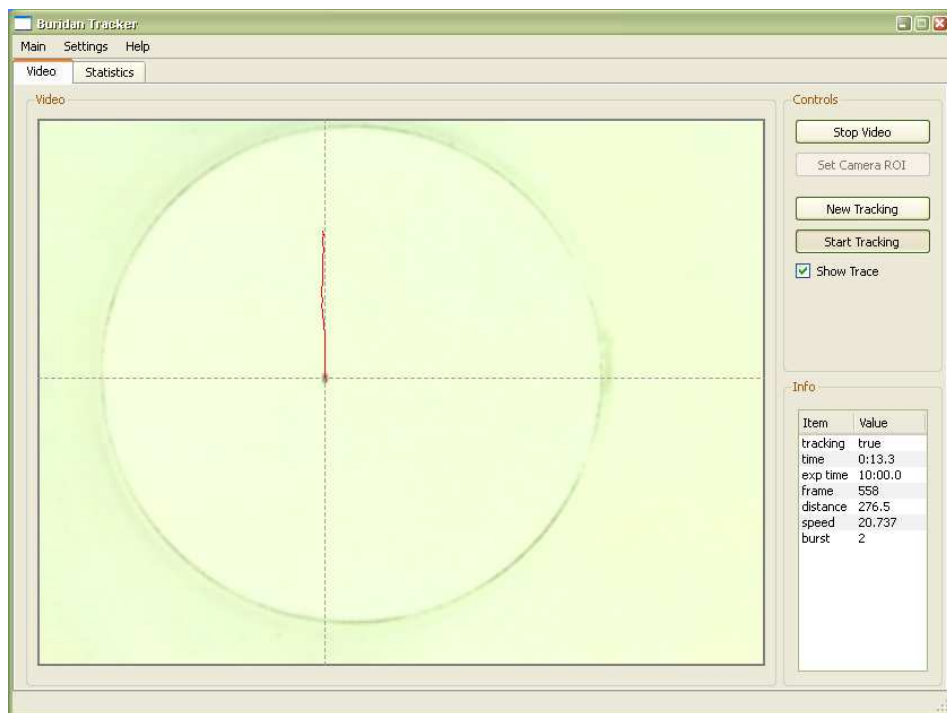 Buridan Tracker
Main Settings Help
Video Statistics
Video
Controls
Stop Video
Set Camera ROI
New Tracking
Start Tracking
Show Trace
Info
Item Value
tracking true
time 0:13.3
exp time 10:00.0
frame 558
distance 276.5
speed 20.737
burst 2